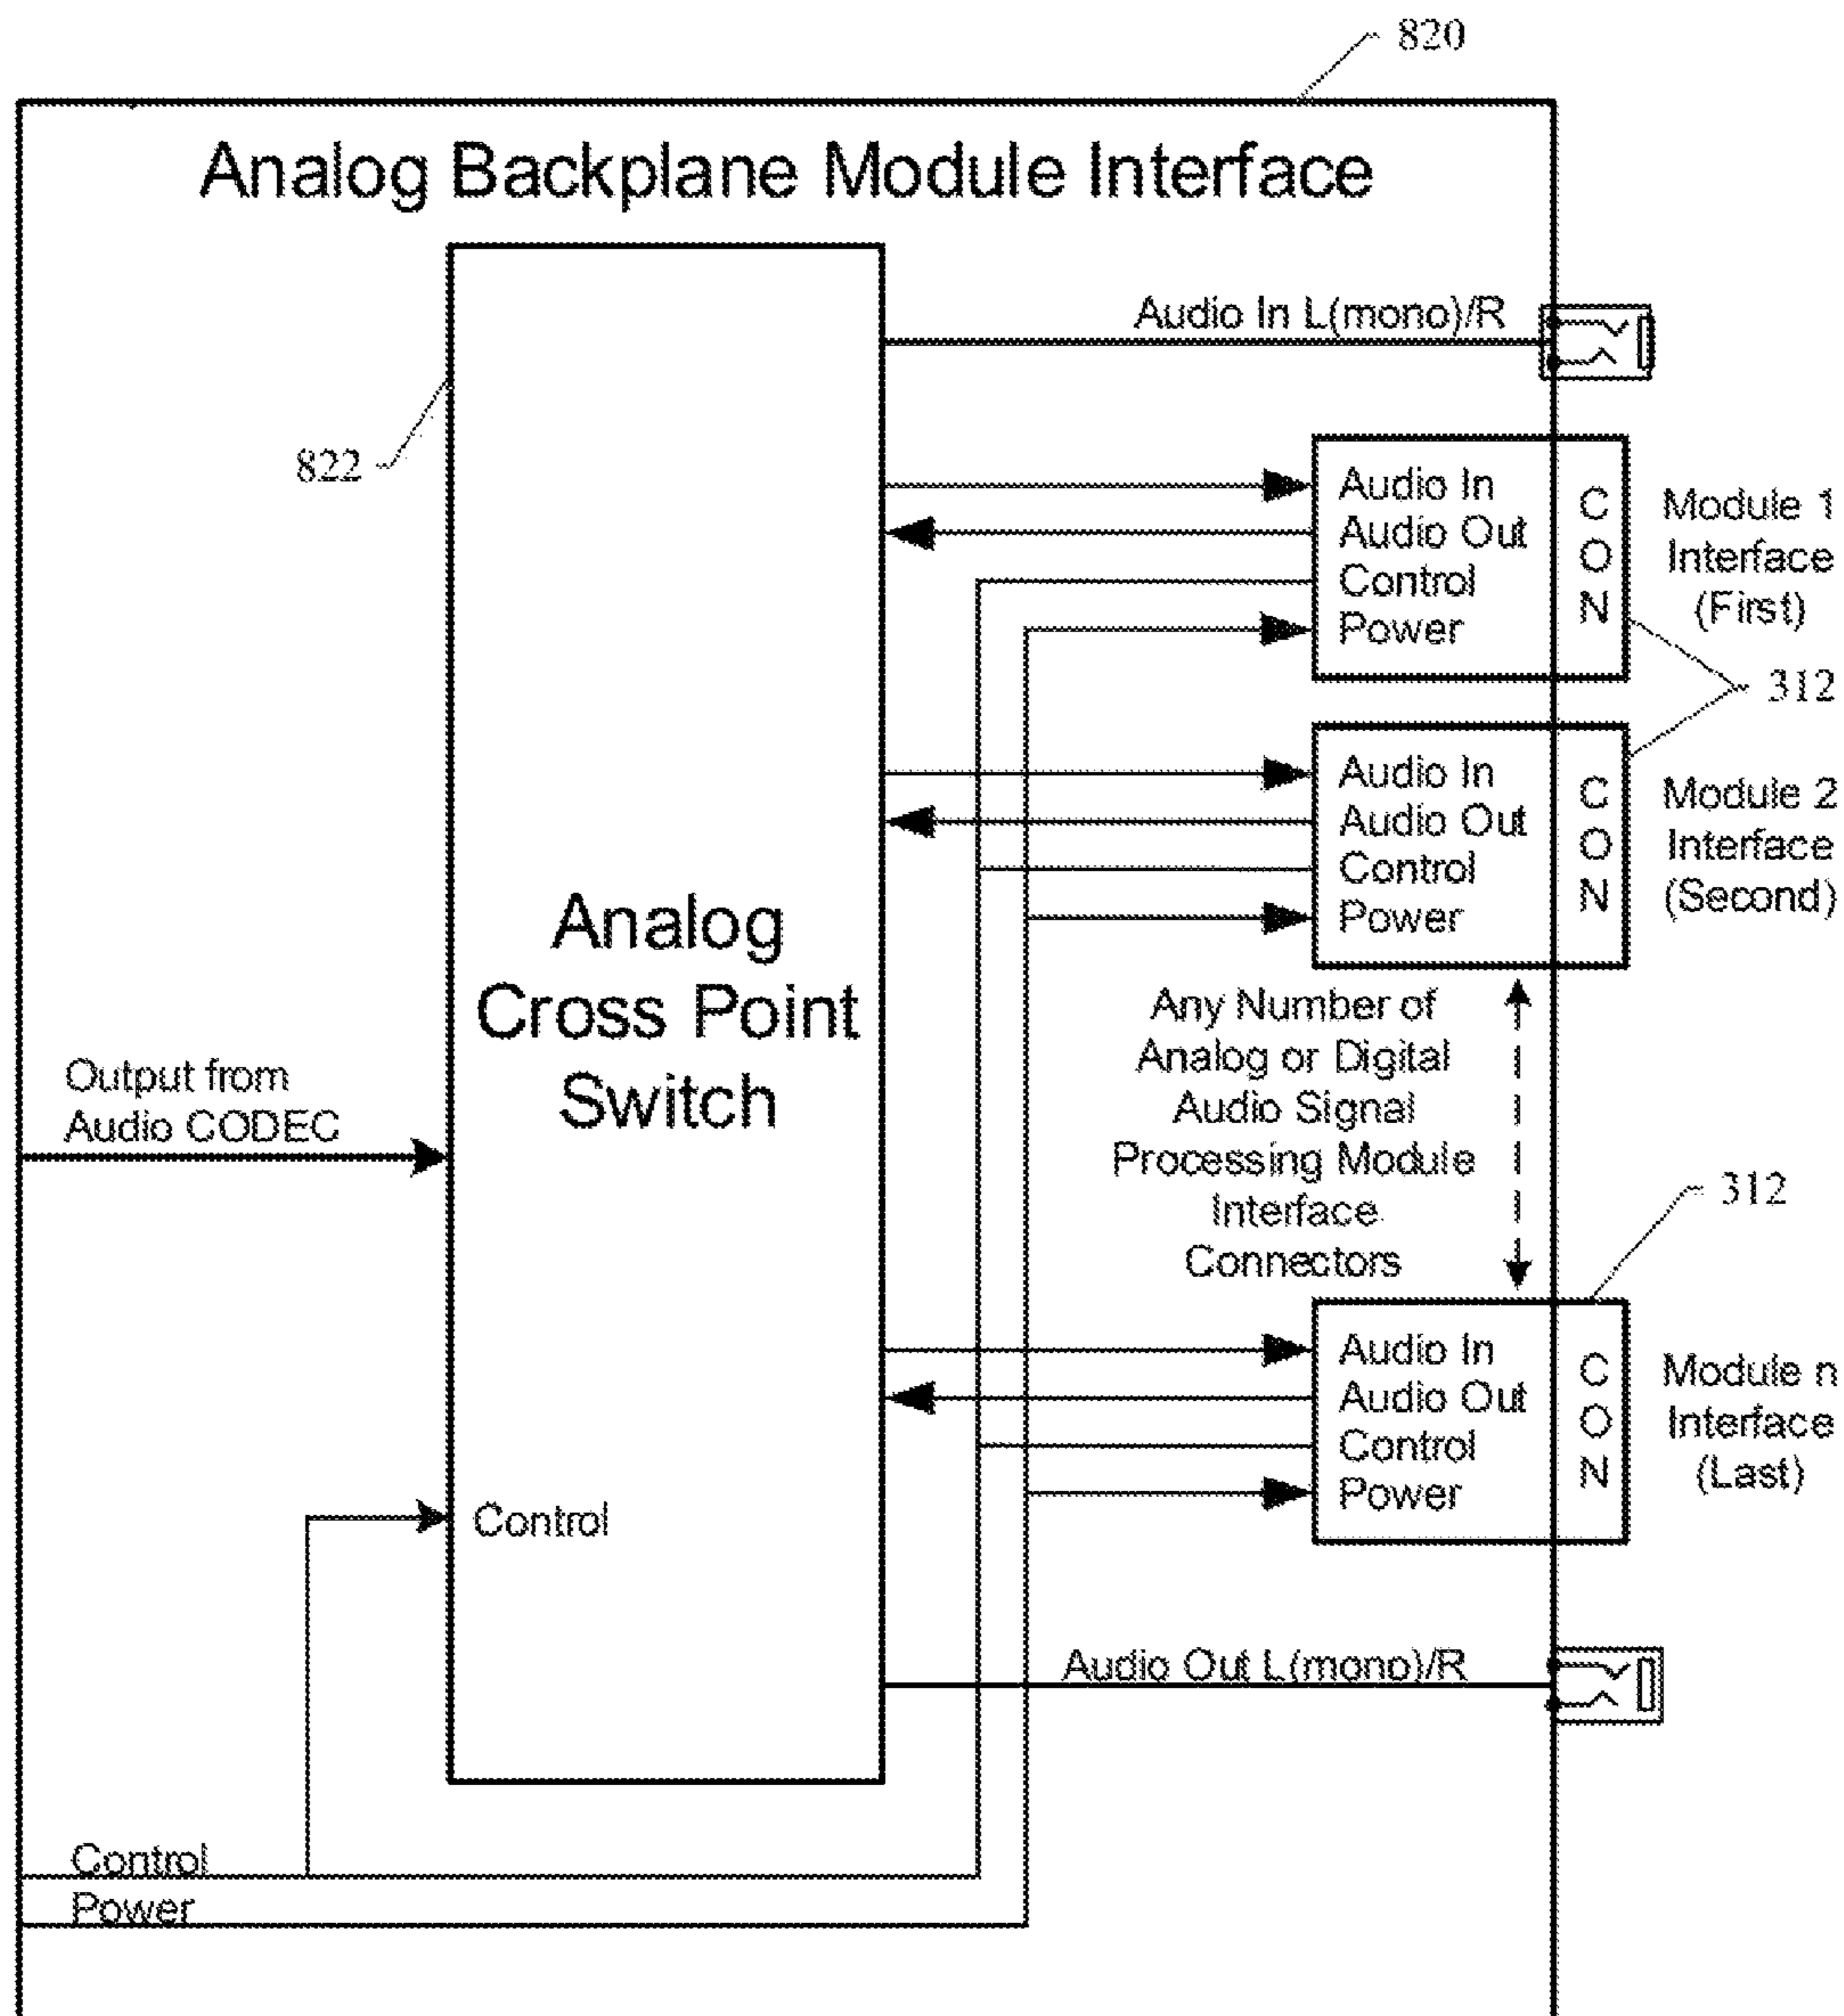 820
Analog Backplane Module Interface
Audio In L(mono)/R
822
Audio In
Audio Out
Control
Power
C
O
N
Module 1
Interface
(First)
312
Audio In
Audio Out
Control
Power
C
O
N
Module 2
Interface
(Second)
Analog
Cross Point
Switch
Any Number of
Analog or Digital
Audio Signal
Processing Module
Interface
Connectors
Output from
Audio CODEC
312
Audio In
Audio Out
Control
Power
C
O
N
Module n
Interface
(Last)
Control
Audio Out L(mono)/R
Control
Power